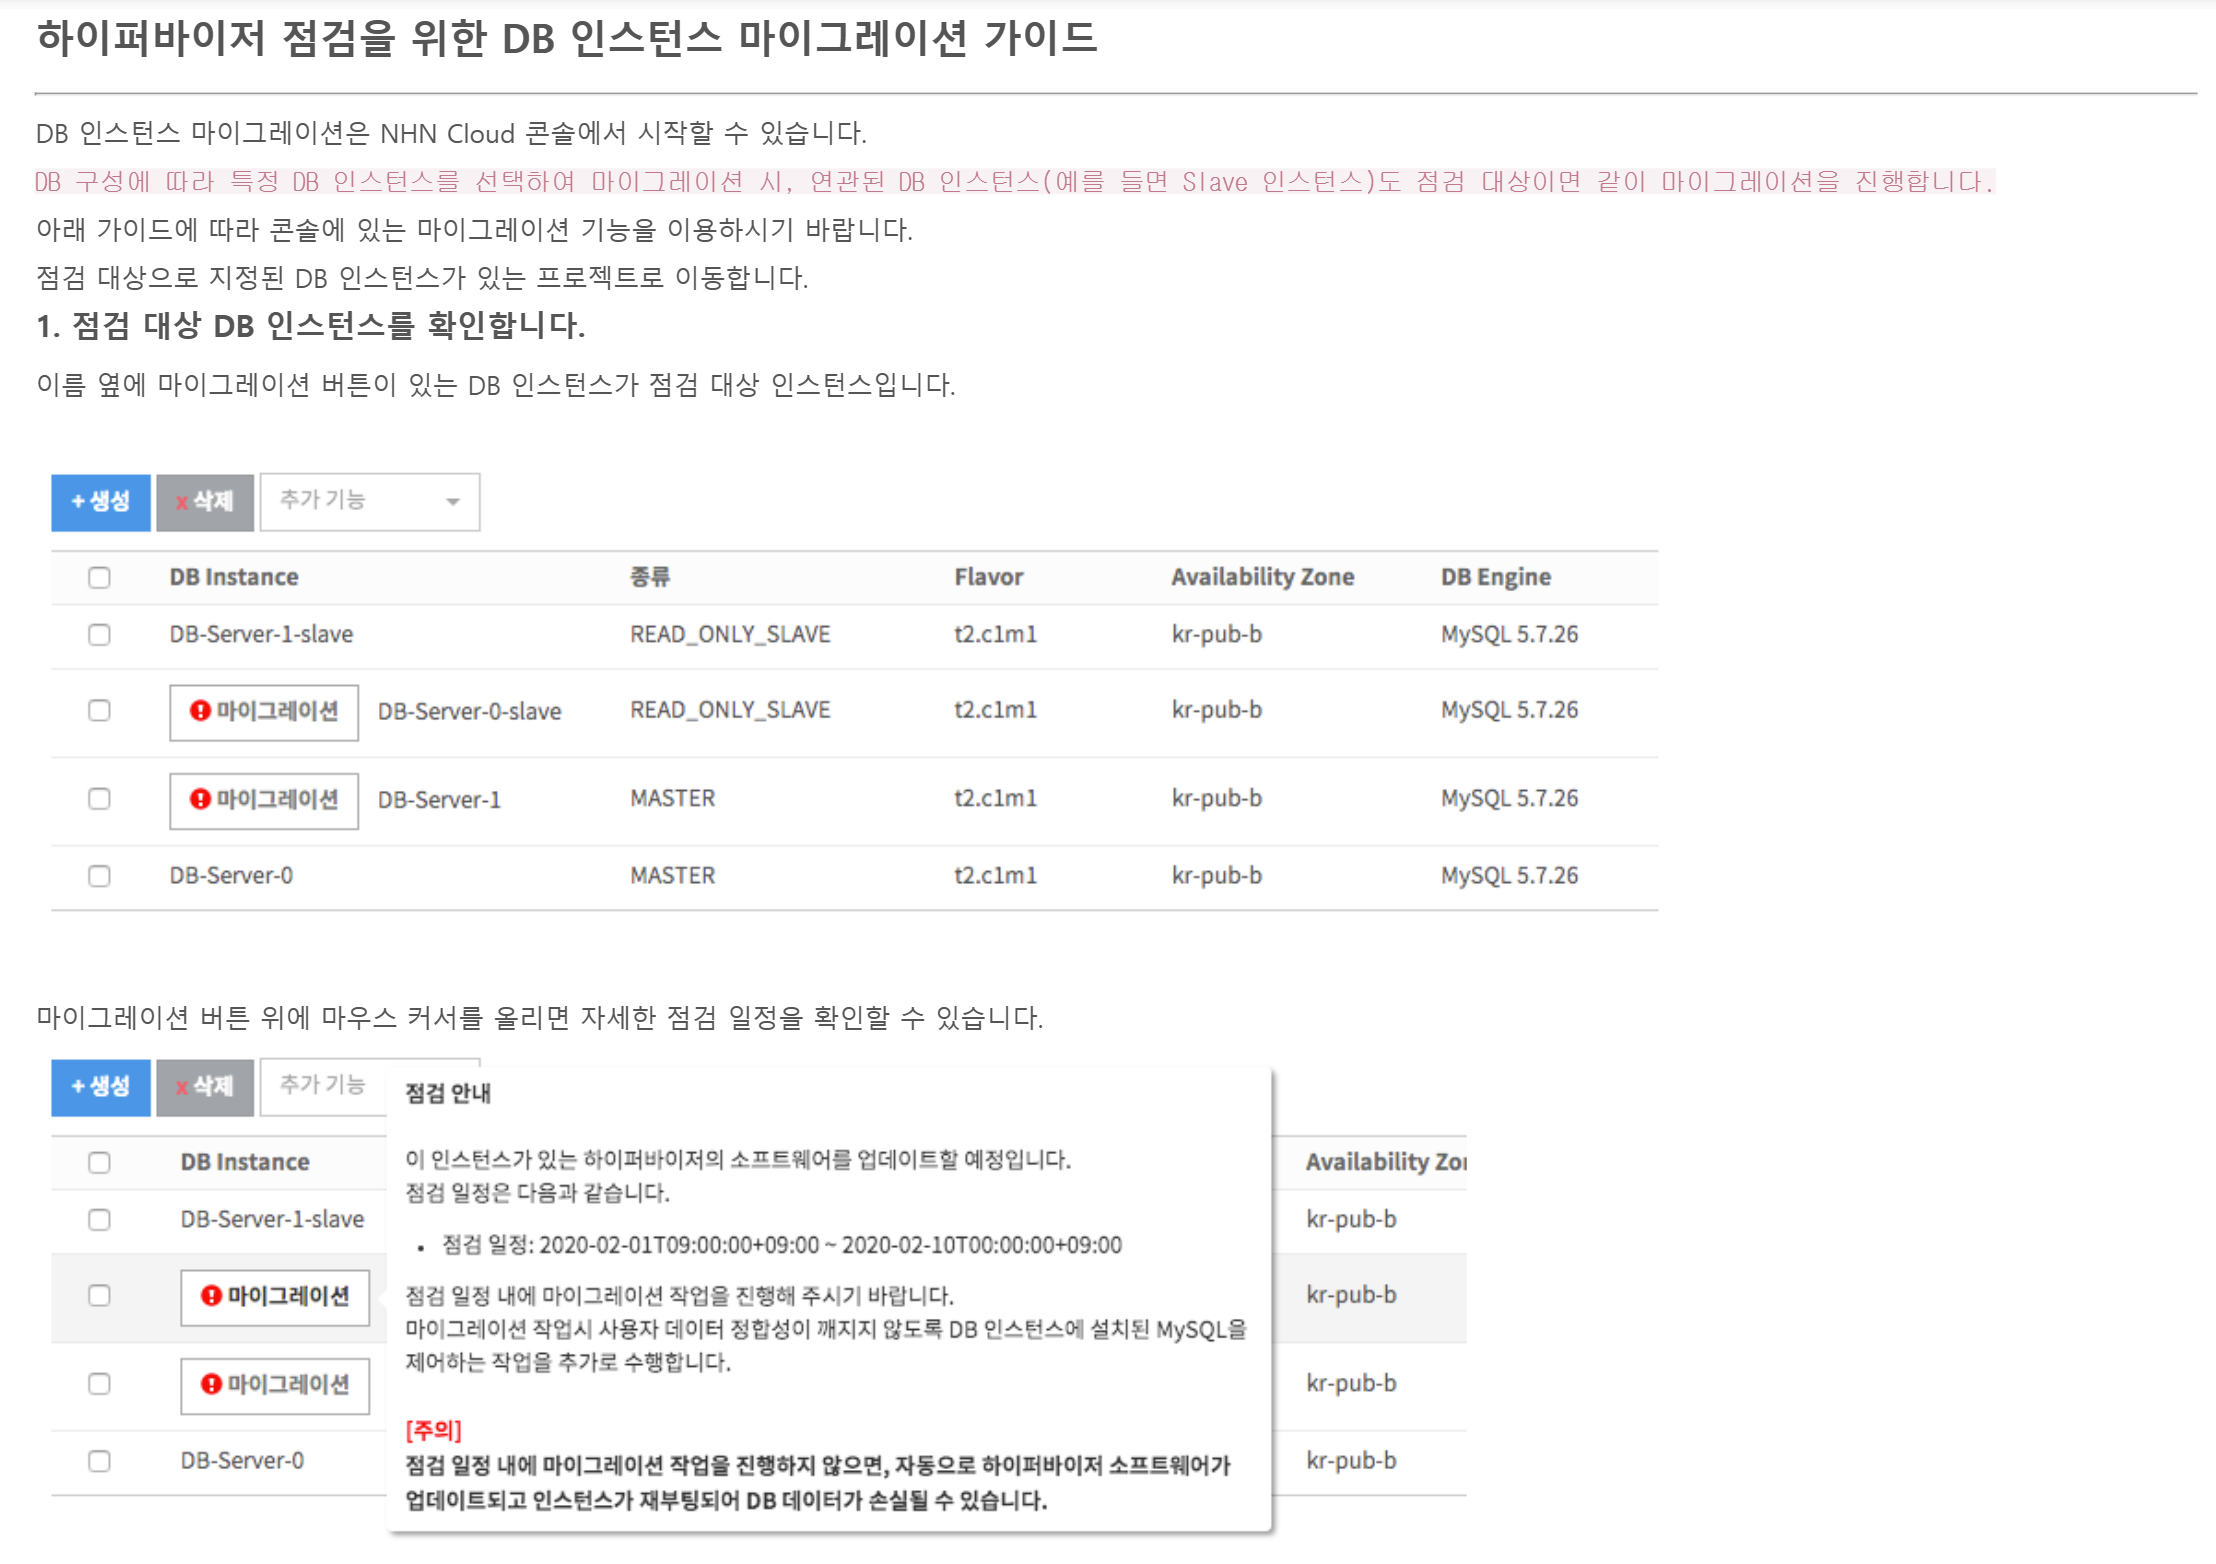 하이퍼바이저 점검을 위한 DB 인스턴스 마이그레이션 가이드
DB 인스턴스 마이그레이션은 NHN Cloud 콘솔에서 시작할 수 있습니다.
DB 구성에 따라 특정 DB 인스턴스를 선택하여 마이그레이션 시, 연관된 DB 인스턴스(예를 들면 Slave 인스턴스)도 점검 대상이면 같이 마이그레이션을 진행합니다.
아래 가이드에 따라 콘솔에 있는 마이그레이션 기능을 이용하시기 바랍니다.
점검 대상으로 지정된 DB 인스턴스가 있는 프로젝트로 이동합니다.
1. 점검 대상 DB 인스턴스를 확인합니다.
이름 옆에 마이그레이션 버튼이 있는 DB 인스턴스가 점검 대상 인스턴스입니다.
+ 생성 x 삭제 추가 기능
DB Instance 종류 Flavor Availability Zone DB Engine
DB-Server-1-slave READ_ONLY_SLAVE t2.c1m1 kr-pub-b MySQL 5.7.26
마이그레이션 DB-Server-0-slave READ_ONLY_SLAVE t2.c1m1 kr-pub-b MySQL 5.7.26
마이그레이션 DB-Server-1 MASTER t2.c1m1 kr-pub-b MySQL 5.7.26
DB-Server-0 MASTER t2.c1m1 kr-pub-b MySQL 5.7.26
마이그레이션 버튼 위에 마우스 커서를 올리면 자세한 점검 일정을 확인할 수 있습니다.
+ 생성 x 삭제 추가 기능
DB Instance Availability Zo
DB-Server-1-slave kr-pub-b
마이그레이션 kr-pub-b
마이그레이션 kr-pub-b
DB-Server-0 kr-pub-b
점검 안내
이 인스턴스가 있는 하이퍼바이저의 소프트웨어를 업데이트할 예정입니다.
점검 일정은 다음과 같습니다.
• 점검 일정: 2020-02-01T09:00:00+09:00 ~ 2020-02-10T00:00:00+09:00
점검 일정 내에 마이그레이션 작업을 진행해 주시기 바랍니다.
마이그레이션 작업시 사용자 데이터 정합성이 깨지지 않도록 DB 인스턴스에 설치된 MySQL을
제어하는 작업을 추가로 수행합니다.
[주의]
점검 일정 내에 마이그레이션 작업을 진행하지 않으면, 자동으로 하이퍼바이저 소프트웨어가
업데이트되고 인스턴스가 재부팅되어 DB 데이터가 손실될 수 있습니다.